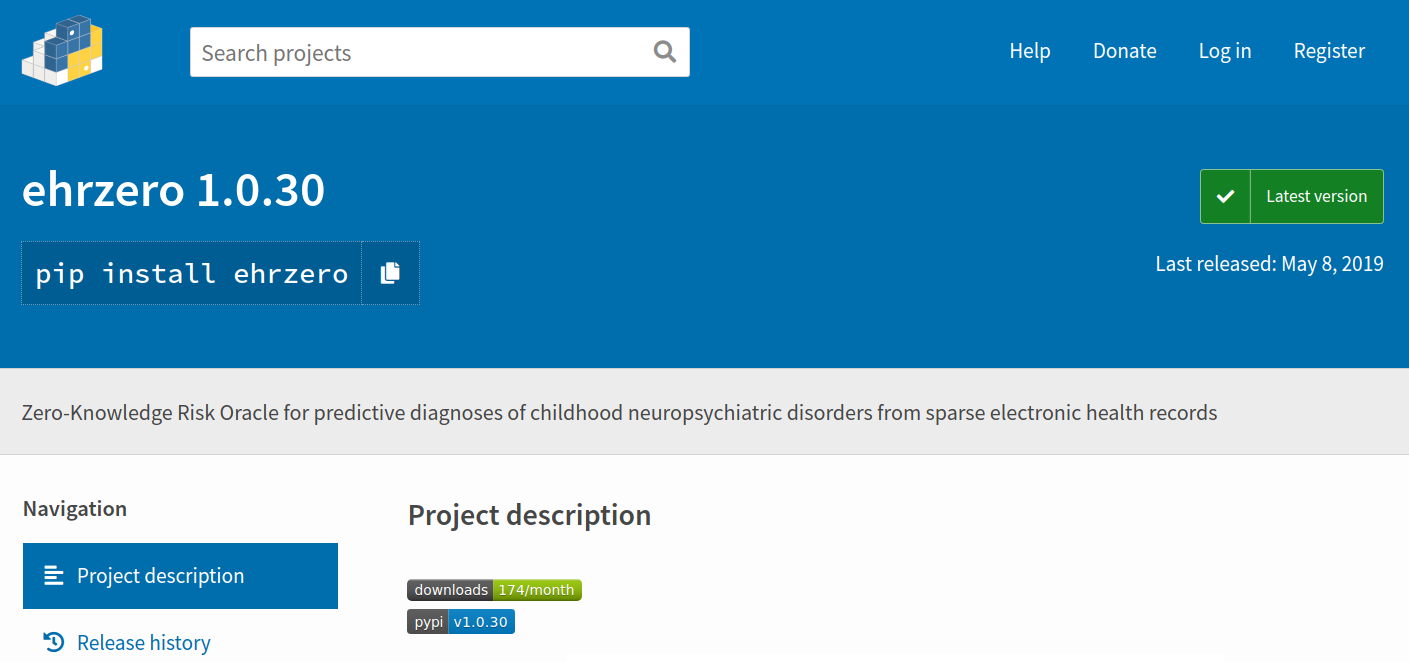 Search projects
Help Donate Log in Register
ehrzero 1.0.30
Latest version
pip install ehrzero
Last released: May 8, 2019
Zero-Knowledge Risk Oracle for predictive diagnoses of childhood neuropsychiatric disorders from sparse electronic health records
Navigation
Project description
Release history
Project description
downloads 174/month
pypi v1.0.30